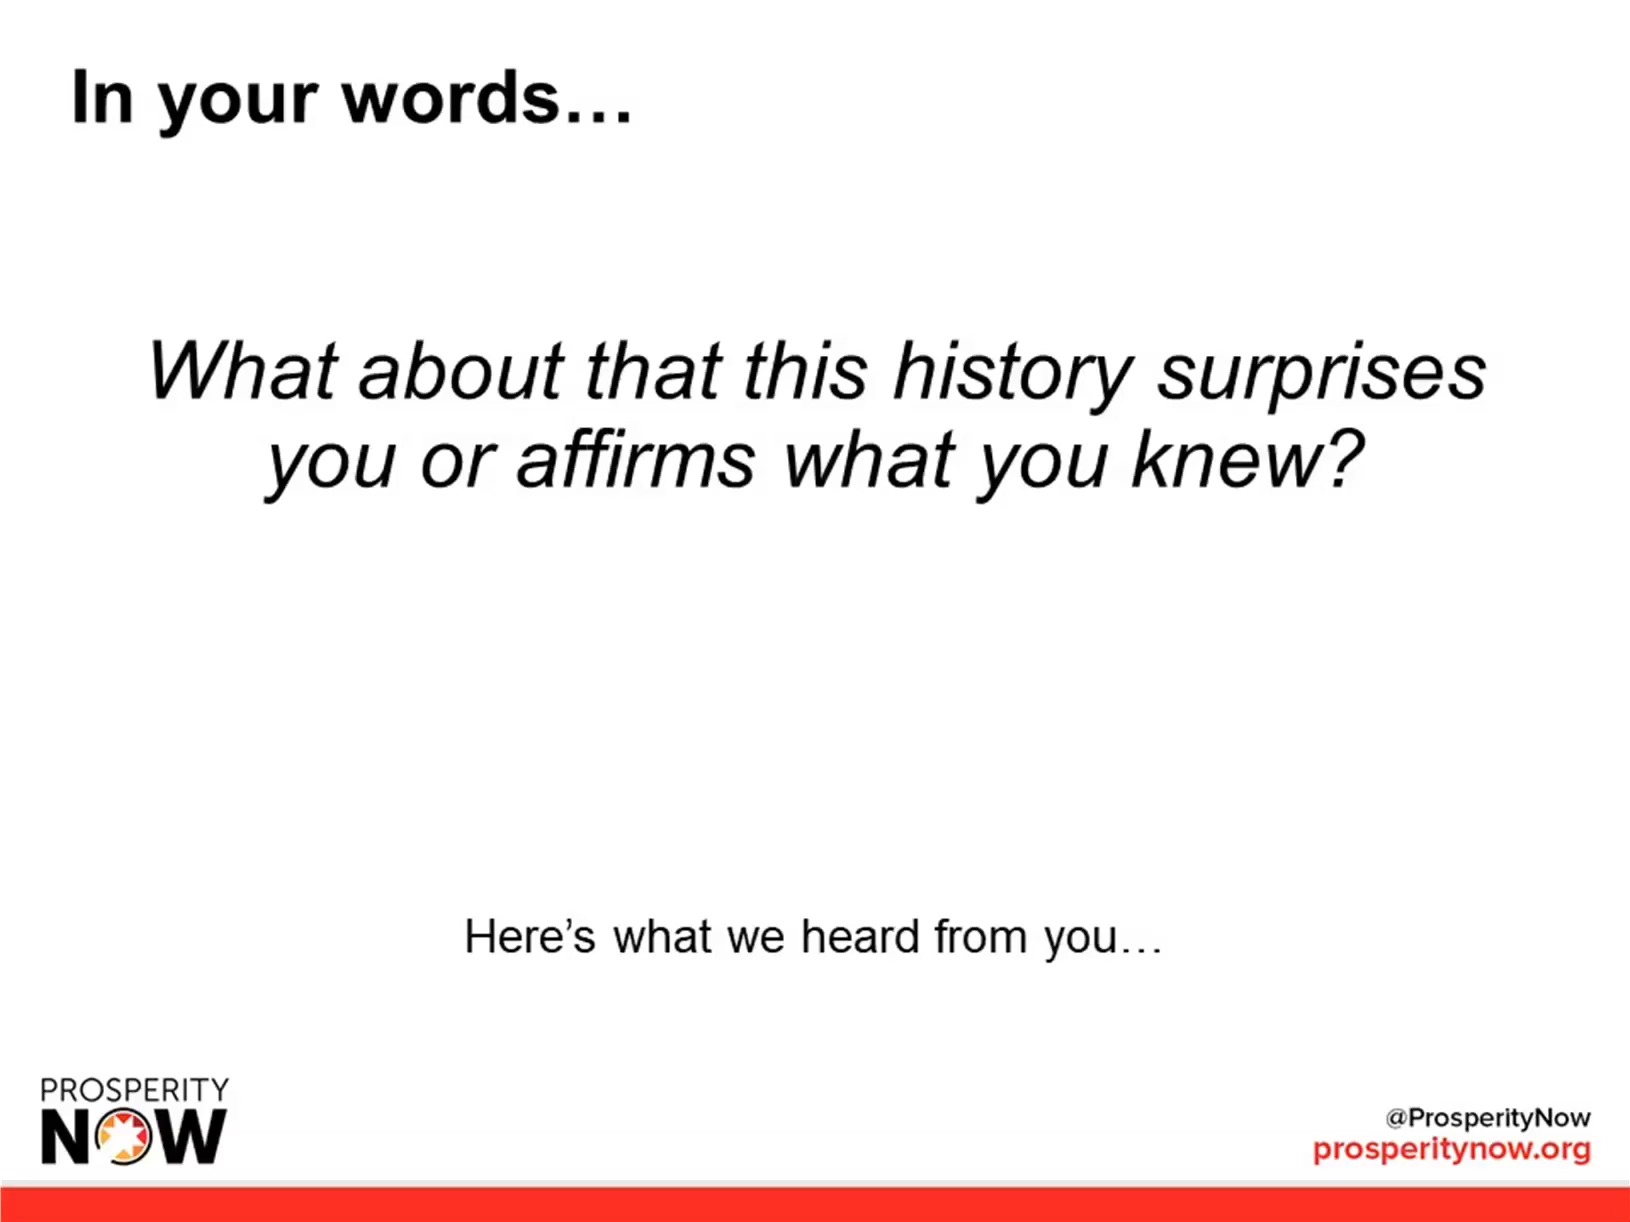 In your words…
What about that this history surprises
you or affirms what you knew?
Here’s what we heard from you…
PROSPERITY
NOW
@ProsperityNow
prosperitynow.org